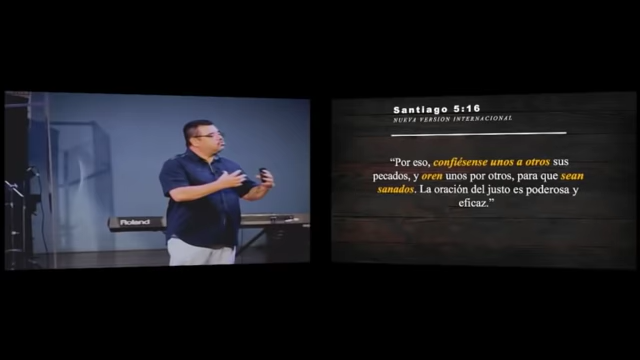 Roland
Santiago 5:16
NUEVA VERSION INTERNACIONAL
“Por eso, confiésense unos a otros sus
pecados, y oren unos por otros, para que sean
sanados. La oración del justo es poderosa y
eficaz.”